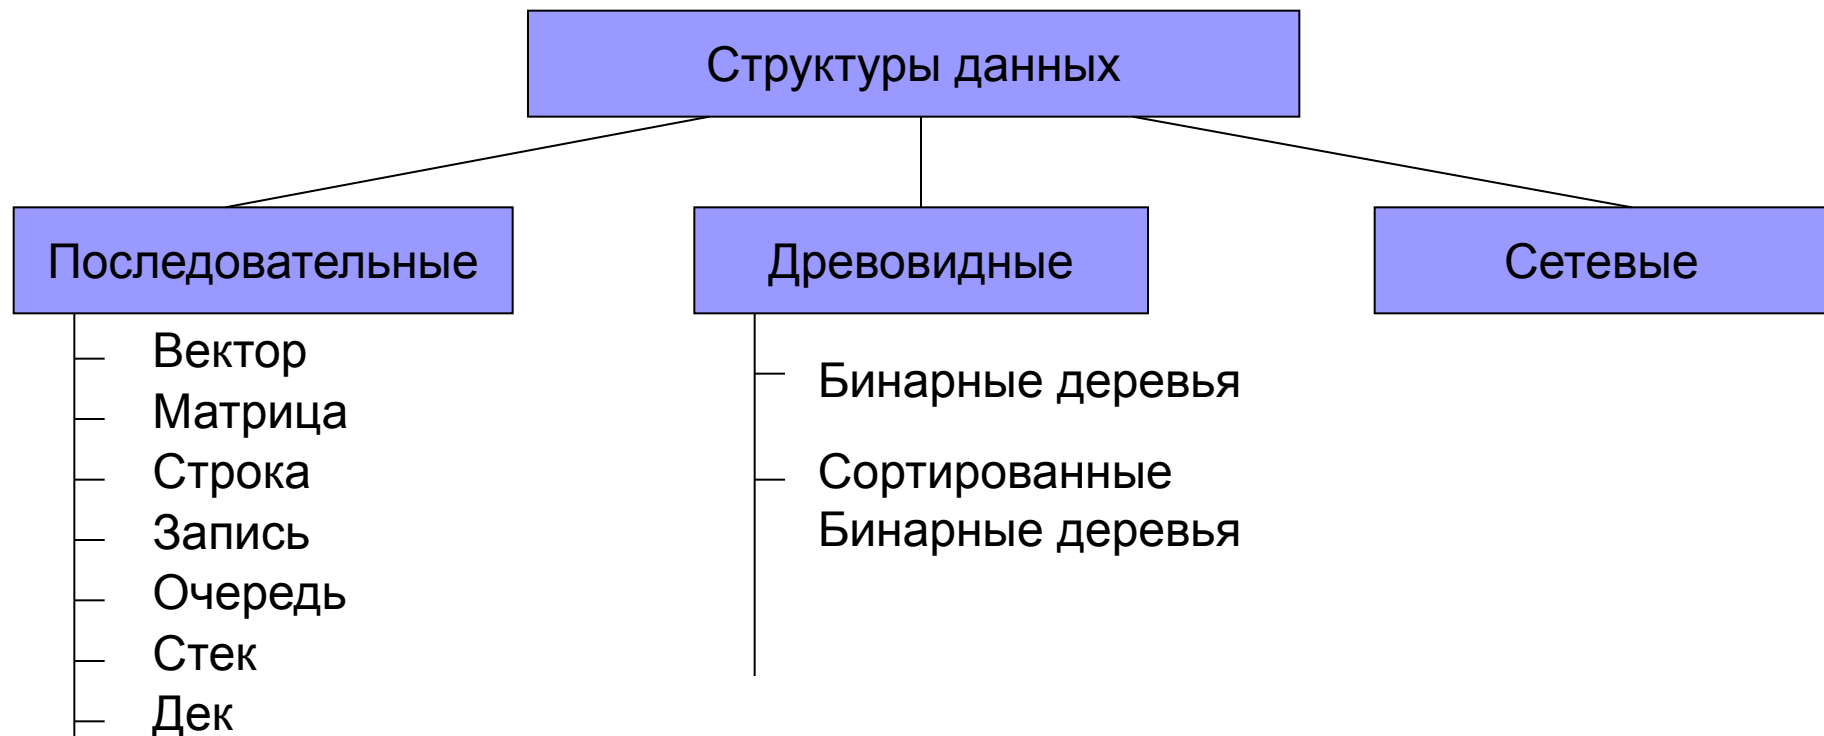 Структуры данных
Последовательные
Древовидные
Сетевые
Вектор
Матрица
Строка
Запись
Очередь
Стек
Дек
Бинарные деревья
Сортированные
Бинарные деревья